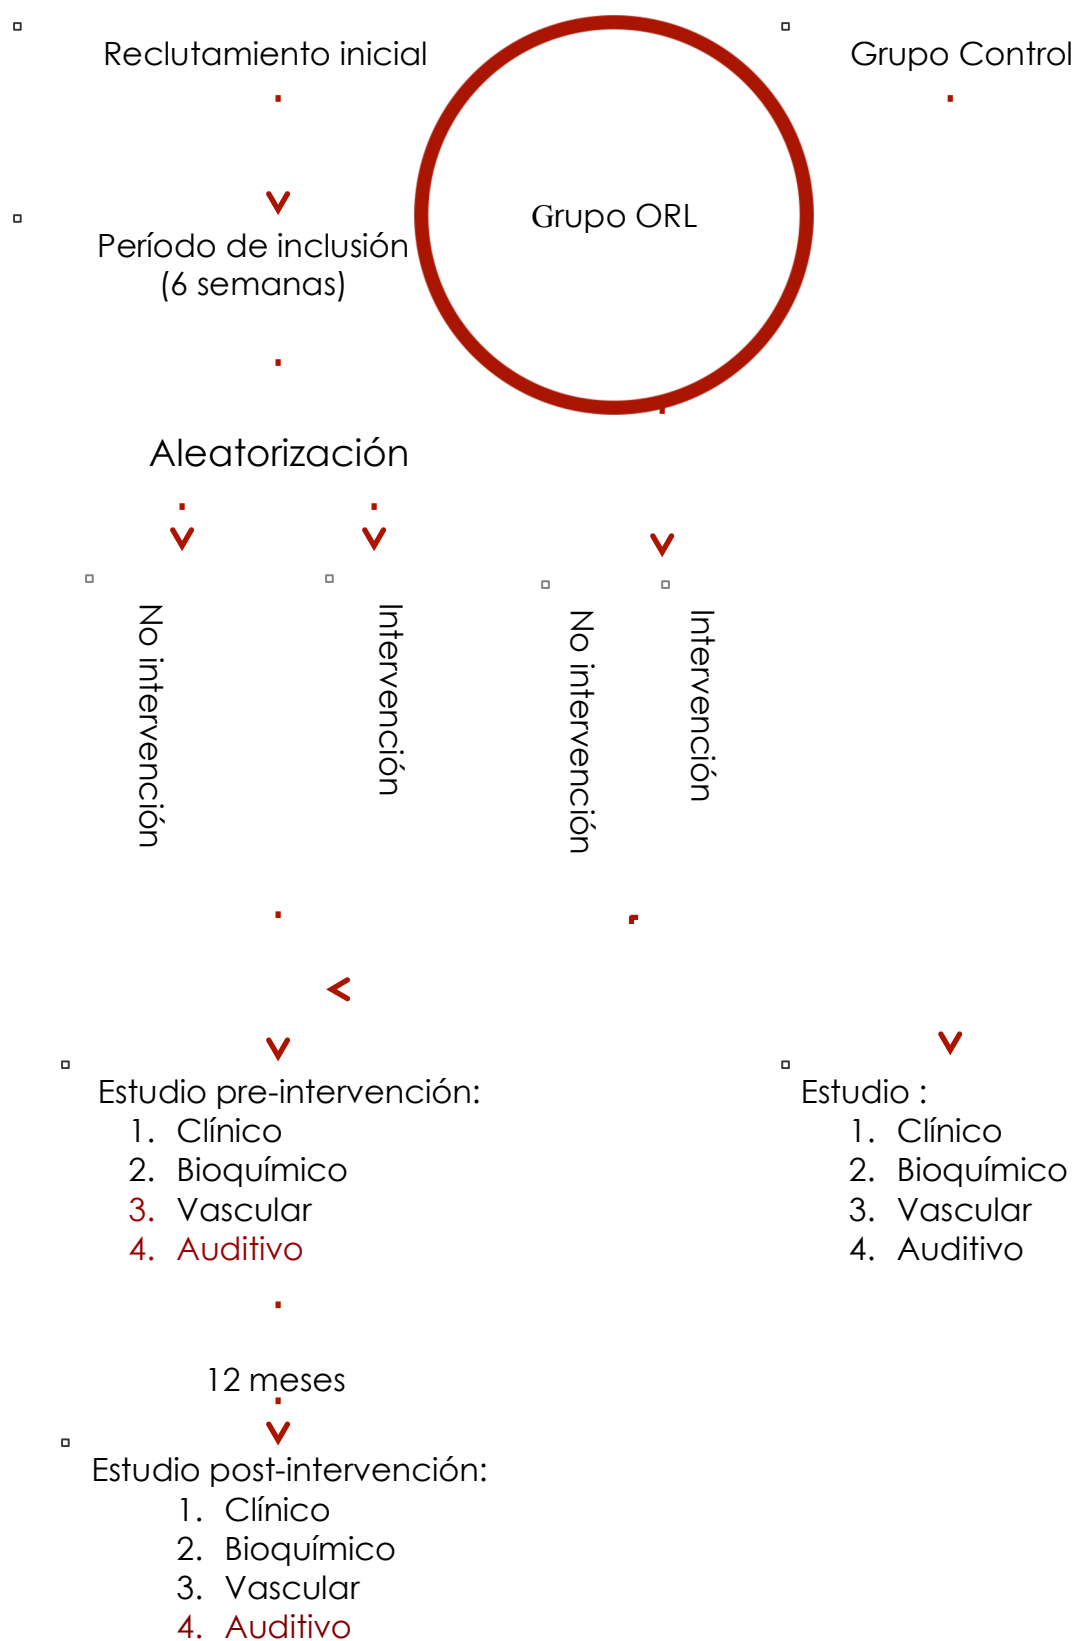 Reclutamiento inicial
Grupo Control
Grupo ORL
Período de inclusión
(6 semanas)
Aleatorización
No intervención
Intervención
No intervención
Intervención
Estudio pre-intervención:
1. Clínico
2. Bioquímico
3. Vascular
4. Auditivo
Estudio :
1. Clínico
2. Bioquímico
3. Vascular
4. Auditivo
12 meses
Estudio post-intervención:
1. Clínico
2. Bioquímico
3. Vascular
4. Auditivo